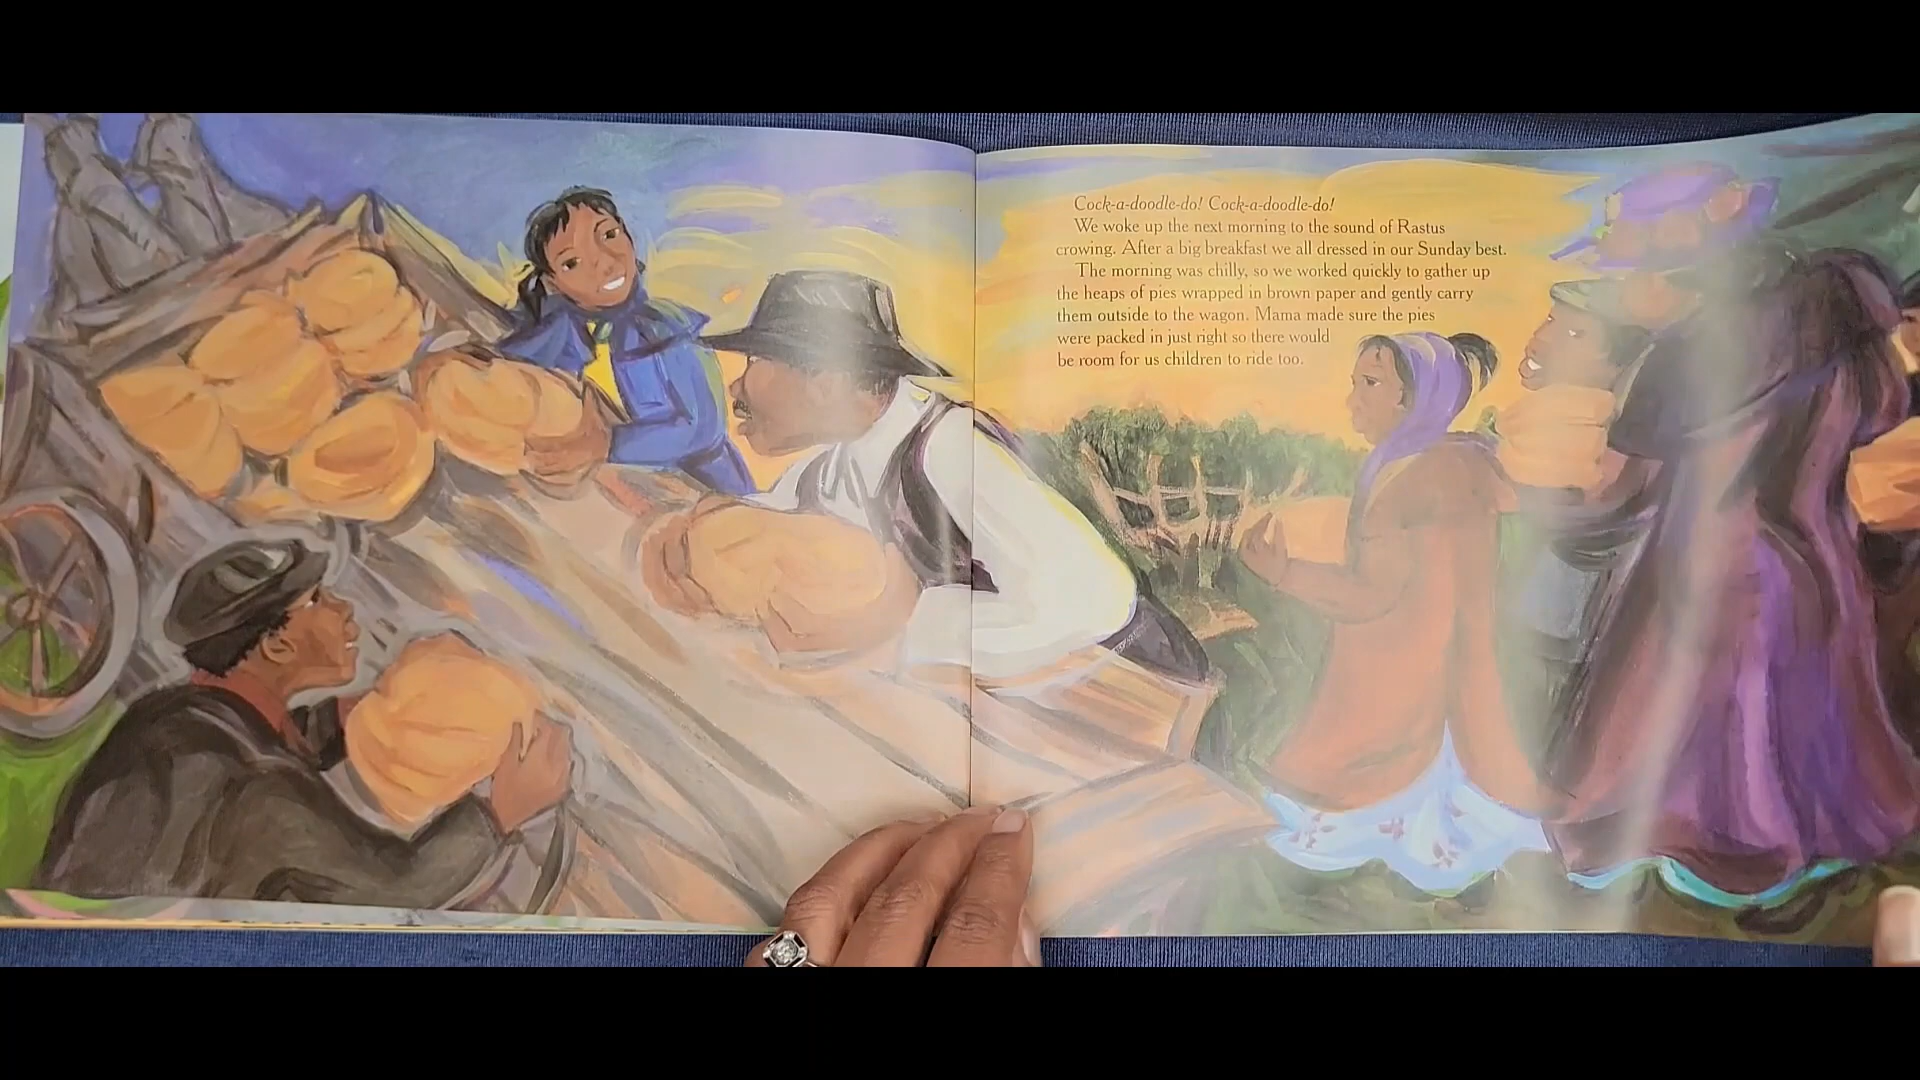 Cock-a-doodle-do! Cock-a-doodle-do!
We woke up the next morning to the sound of Rastus
crowing. After a big breakfast we all dressed in our Sunday best.
The morning was chilly, so we worked quickly to gather up
the heaps of pies wrapped in brown paper and gently carry
them outside to the wagon. Mama made sure the pies
were packed in just right so there would
be room for us children to ride too.